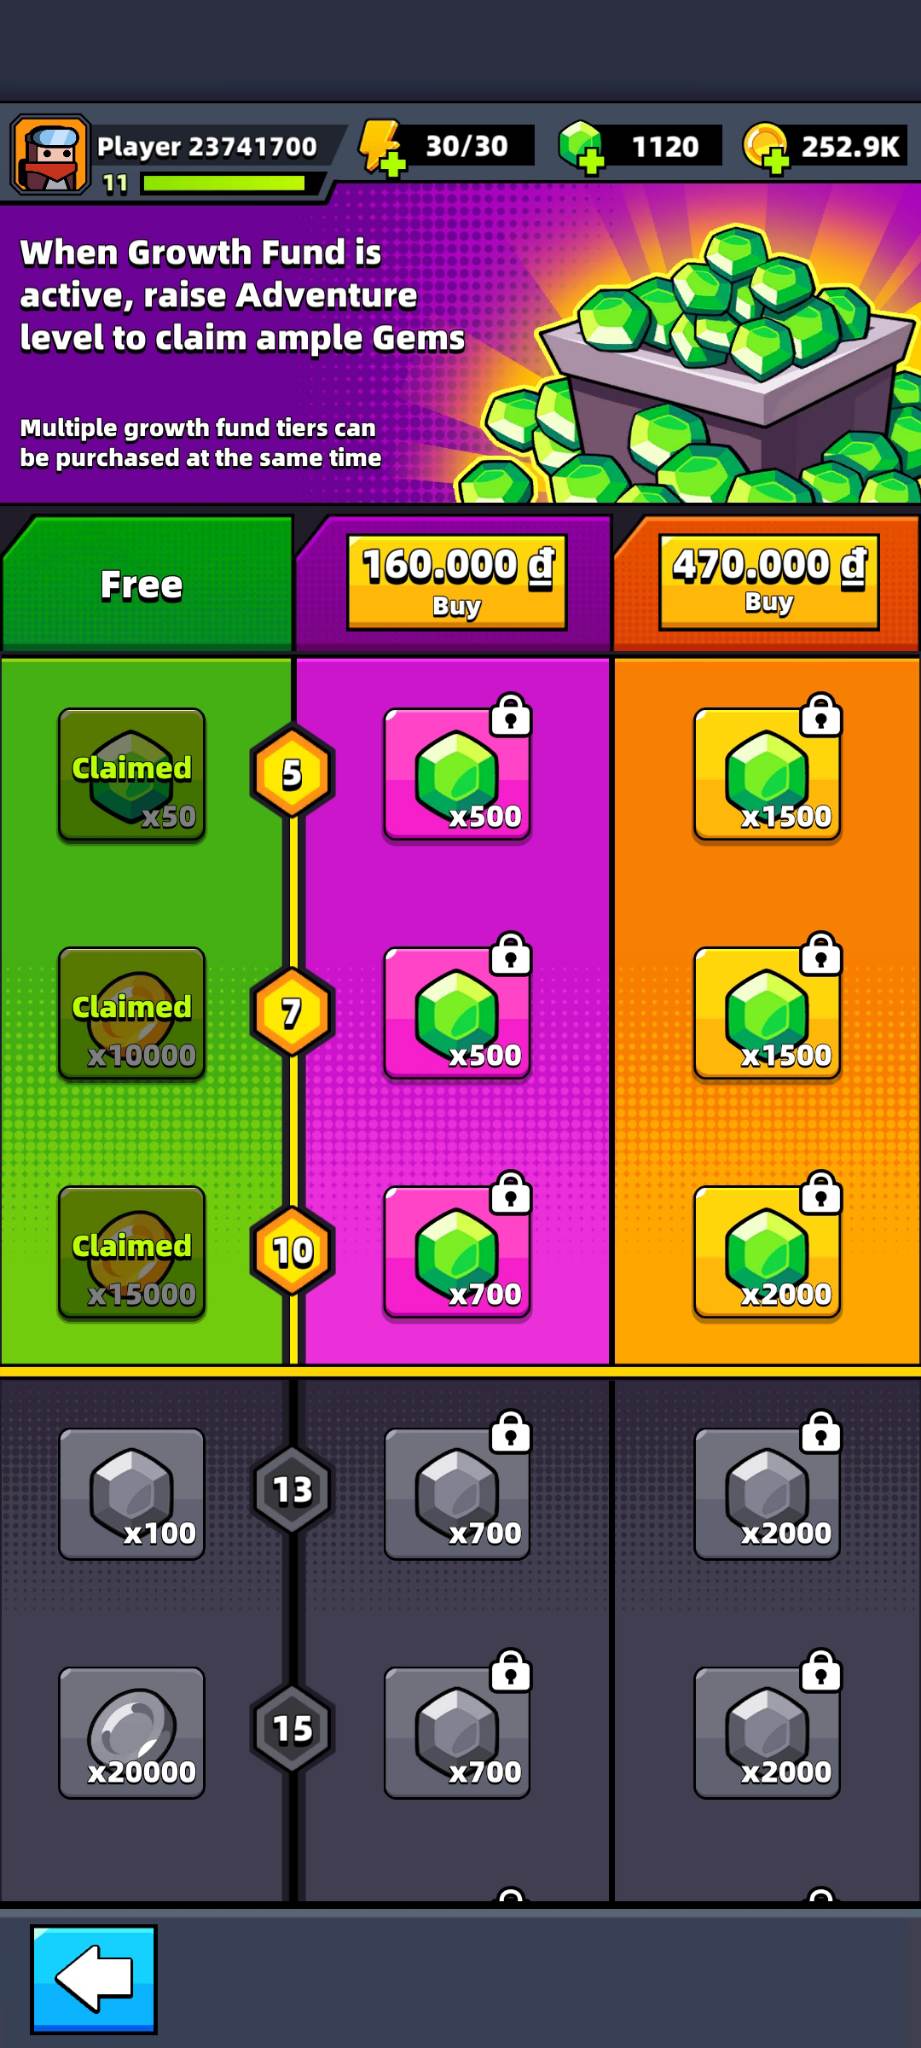 Player 23741700
30/30
1120
252.9K
11
When Growth Fund is
active, raise Adventure
level to claim ample Gems
Multiple growth fund tiers can
be purchased at the same time
Free
160.000 ₫
Buy
470.000 ₫
Buy
Claimed
x50
5
x500
x1500
Claimed
x10000
7
x500
x1500
Claimed
x15000
10
x700
x2000
x100
13
x700
x2000
x20000
15
x700
x2000